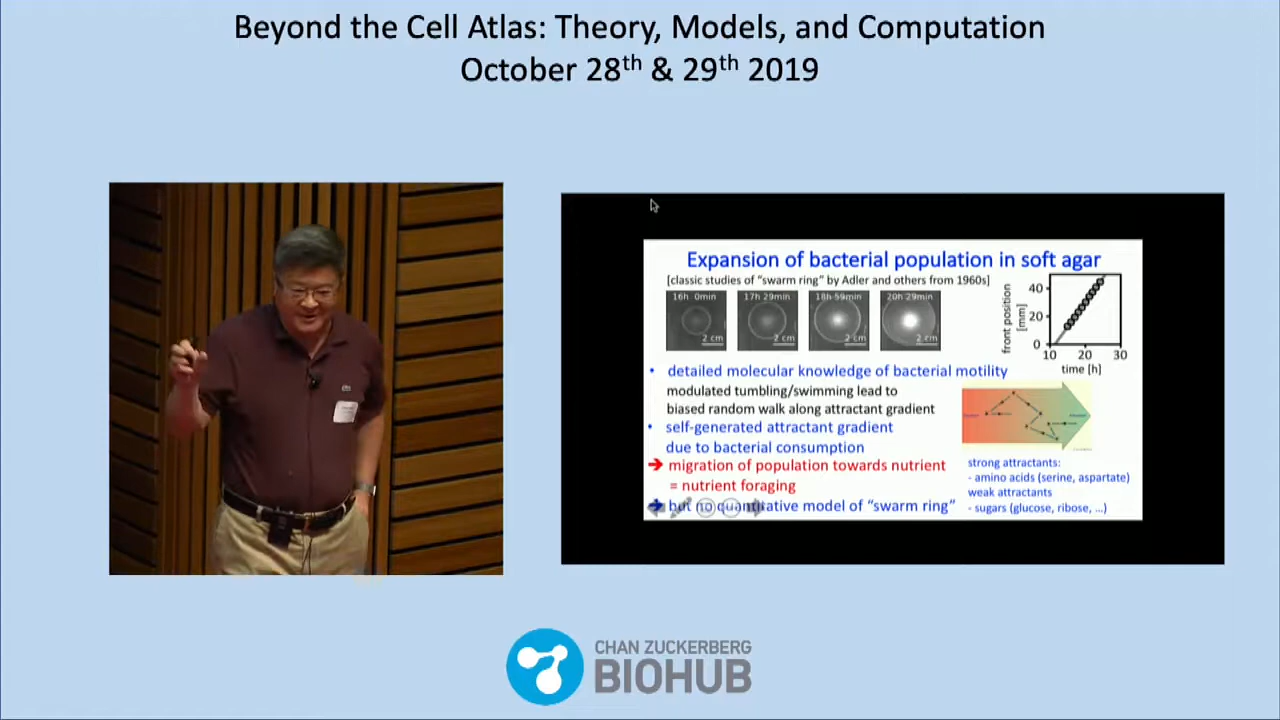 Beyond the Cell Atlas: Theory, Models, and Computation
October 28th & 29th 2019
Expansion of bacterial population in soft agar
[classic studies of “swarm ring” by Adler and others from 1960s]
16h 0min
17h 29min
18h 59min
20h 29min
2 cm
2 cm
2 cm
2 cm
front position
[mm]
40
20
0
10
20
30
time [h]
• detailed molecular knowledge of bacterial motility
modulated tumbling/swimming lead to
biased random walk along attractant gradient
• self-generated attractant gradient
due to bacterial consumption
➔ migration of population towards nutrient
= nutrient foraging
➔ but no quantitative model of “swarm ring”
strong attractants:
- amino acids (serine, aspartate)
weak attractants
- sugars (glucose, ribose, ...)
CHAN ZUCKERBERG
BIOHUB